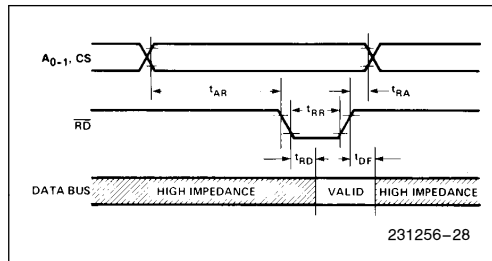 A0-1, CS
tAR
tRA
tRR
RD
tRD
tDF
DATA BUS HIGH IMPEDANCE VALID HIGH IMPEDANCE
231256-28